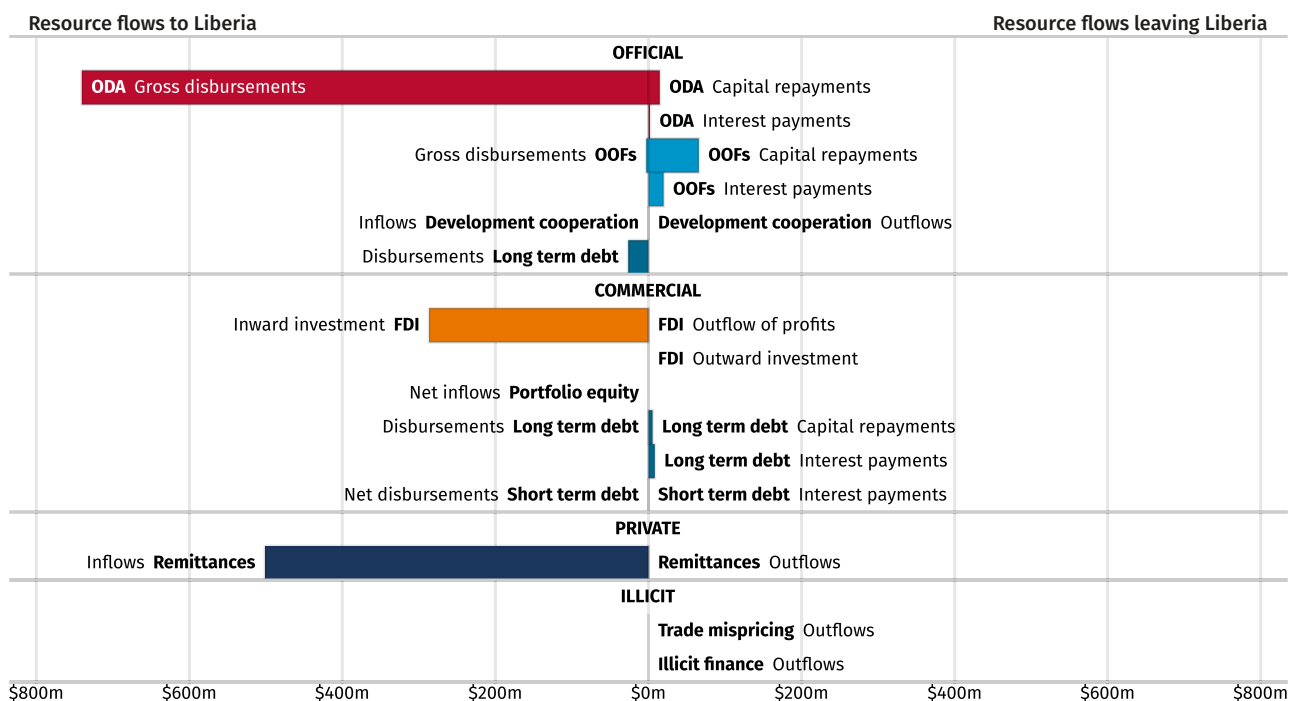 Resource flows to Liberia Resource flows leaving Liberia
OFFICIAL
ODA Gross disbursements ODA Capital repayments
ODA Interest payments
Gross disbursements OOFs OOFs Capital repayments
OOFs Interest payments
Inflows Development cooperation Development cooperation Outflows
Disbursements Long term debt
COMMERCIAL
Inward investment FDI FDI Outflow of profits
FDI Outward investment
Net inflows Portfolio equity
Disbursements Long term debt Long term debt Capital repayments
Long term debt Interest payments
Net disbursements Short term debt Short term debt Interest payments
PRIVATE
Inflows Remittances Remittances Outflows
ILLICIT
Trade mispricing Outflows
Illicit finance Outflows
$800m $600m $400m $200m $0m $200m $400m $600m $800m